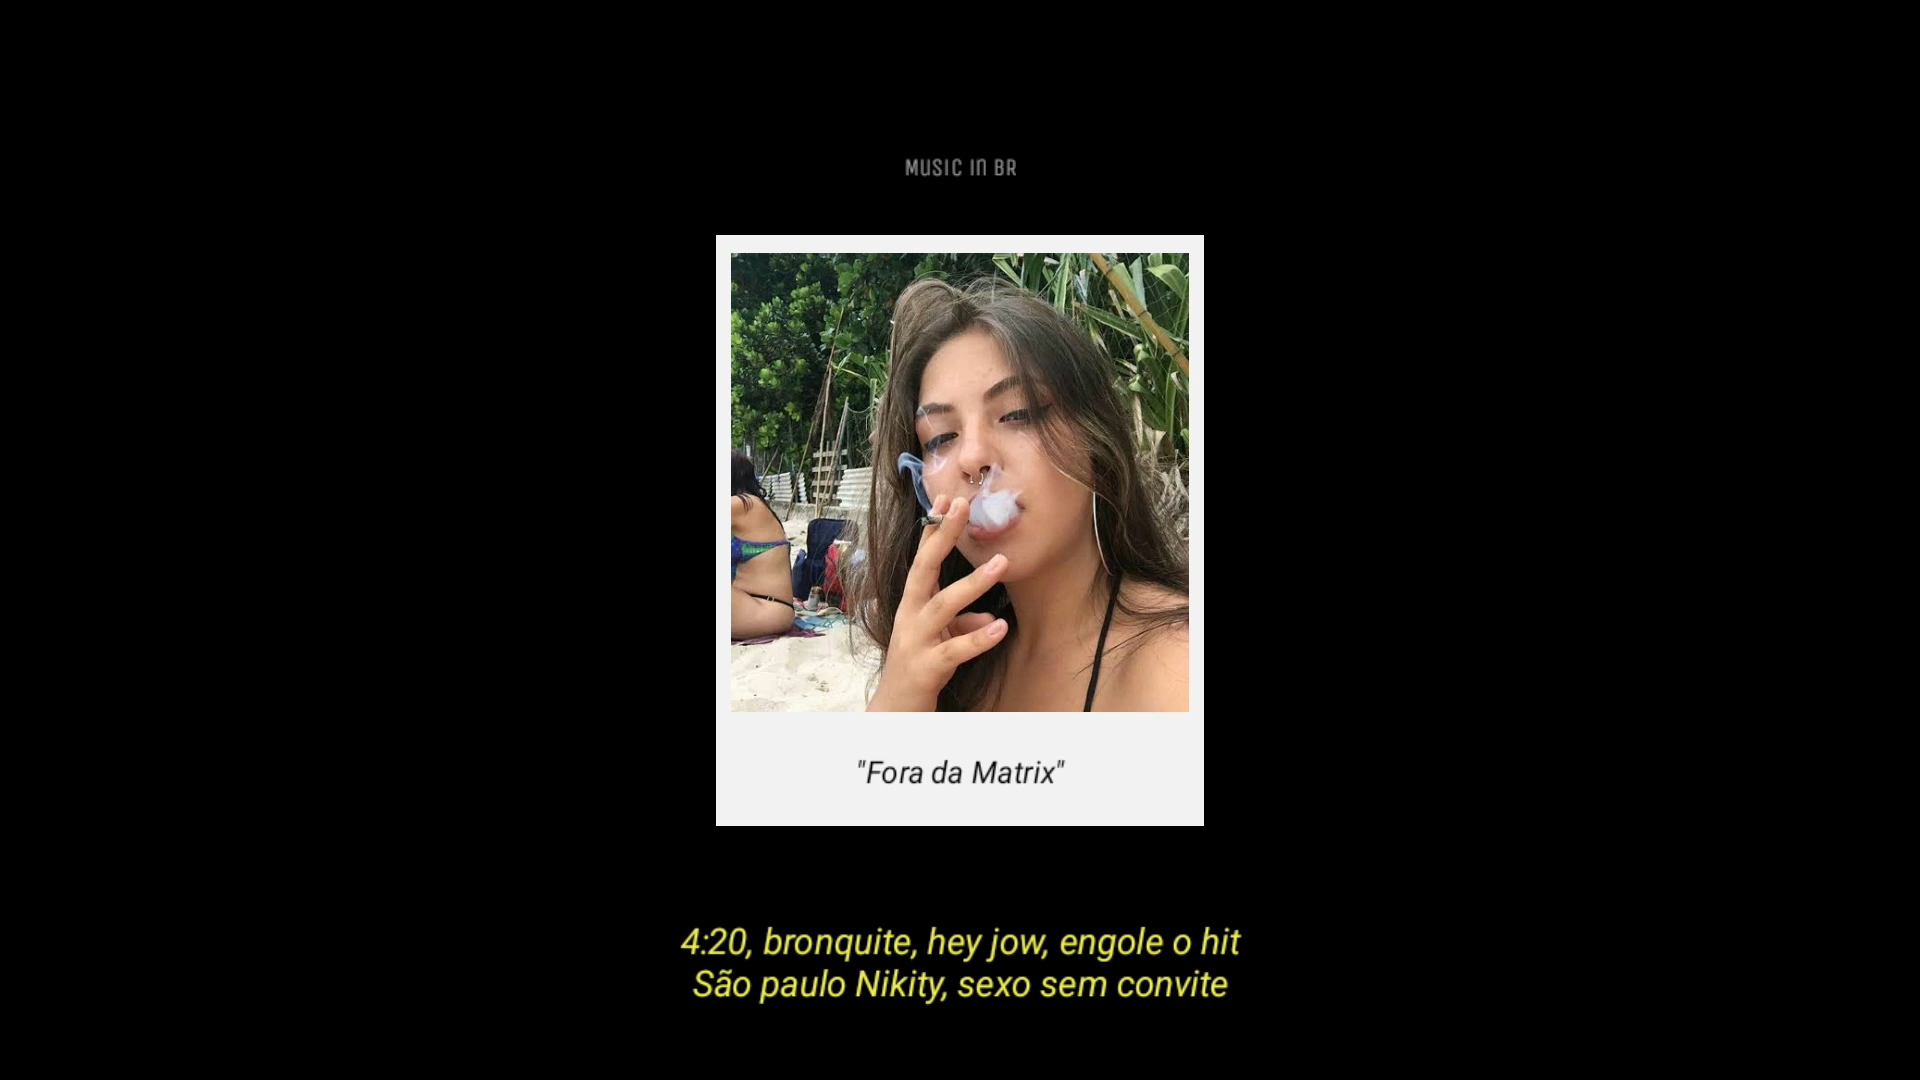 MUSIC In BR
"Fora da Matrix"
4:20, bronquite, hey jow, engole o hit
São paulo Nikity, sexo sem convite